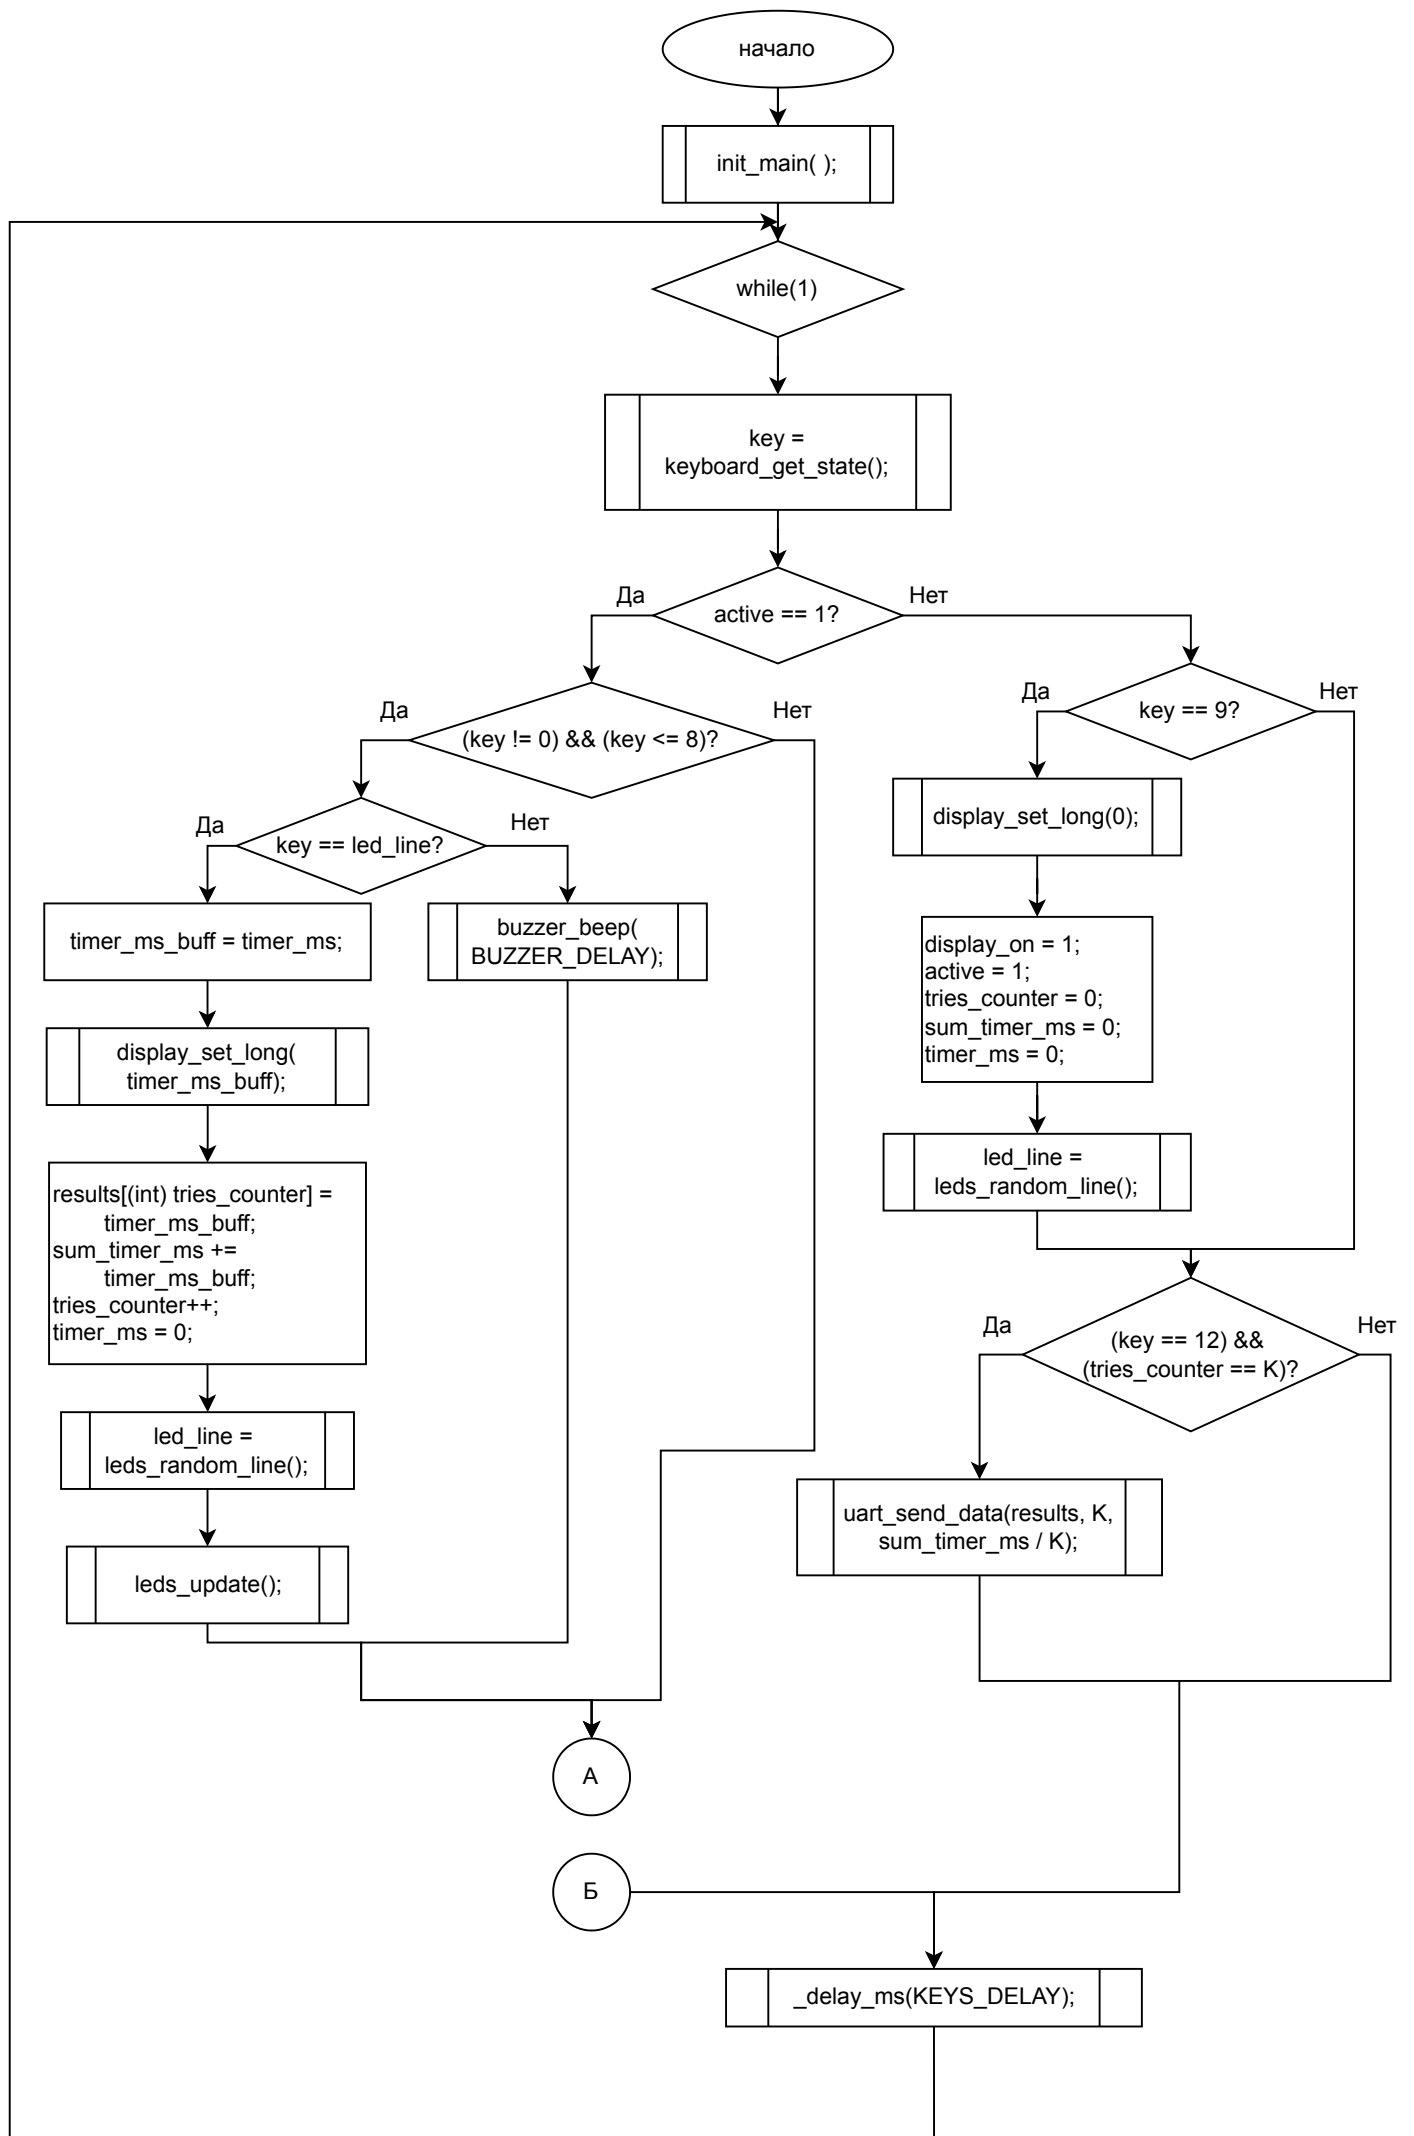 начало
init_main( );
while(1)
key =
keyboard_get_state();
active == 1?
Да
Нет
(key != 0) && (key <= 8)?
Да
Нет
key == led_line?
Да
Нет
timer_ms_buff = timer_ms;
buzzer_beep(
BUZZER_DELAY);
display_set_long(
timer_ms_buff);
results[(int) tries_counter] =
timer_ms_buff;
sum_timer_ms +=
timer_ms_buff;
tries_counter++;
timer_ms = 0;
led_line =
leds_random_line();
leds_update();
key == 9?
Да
Нет
display_set_long(0);
display_on = 1;
active = 1;
tries_counter = 0;
sum_timer_ms = 0;
timer_ms = 0;
led_line =
leds_random_line();
(key == 12) &&
(tries_counter == K)?
Да
Нет
uart_send_data(results, K,
sum_timer_ms / K);
А
Б
_delay_ms(KEYS_DELAY);